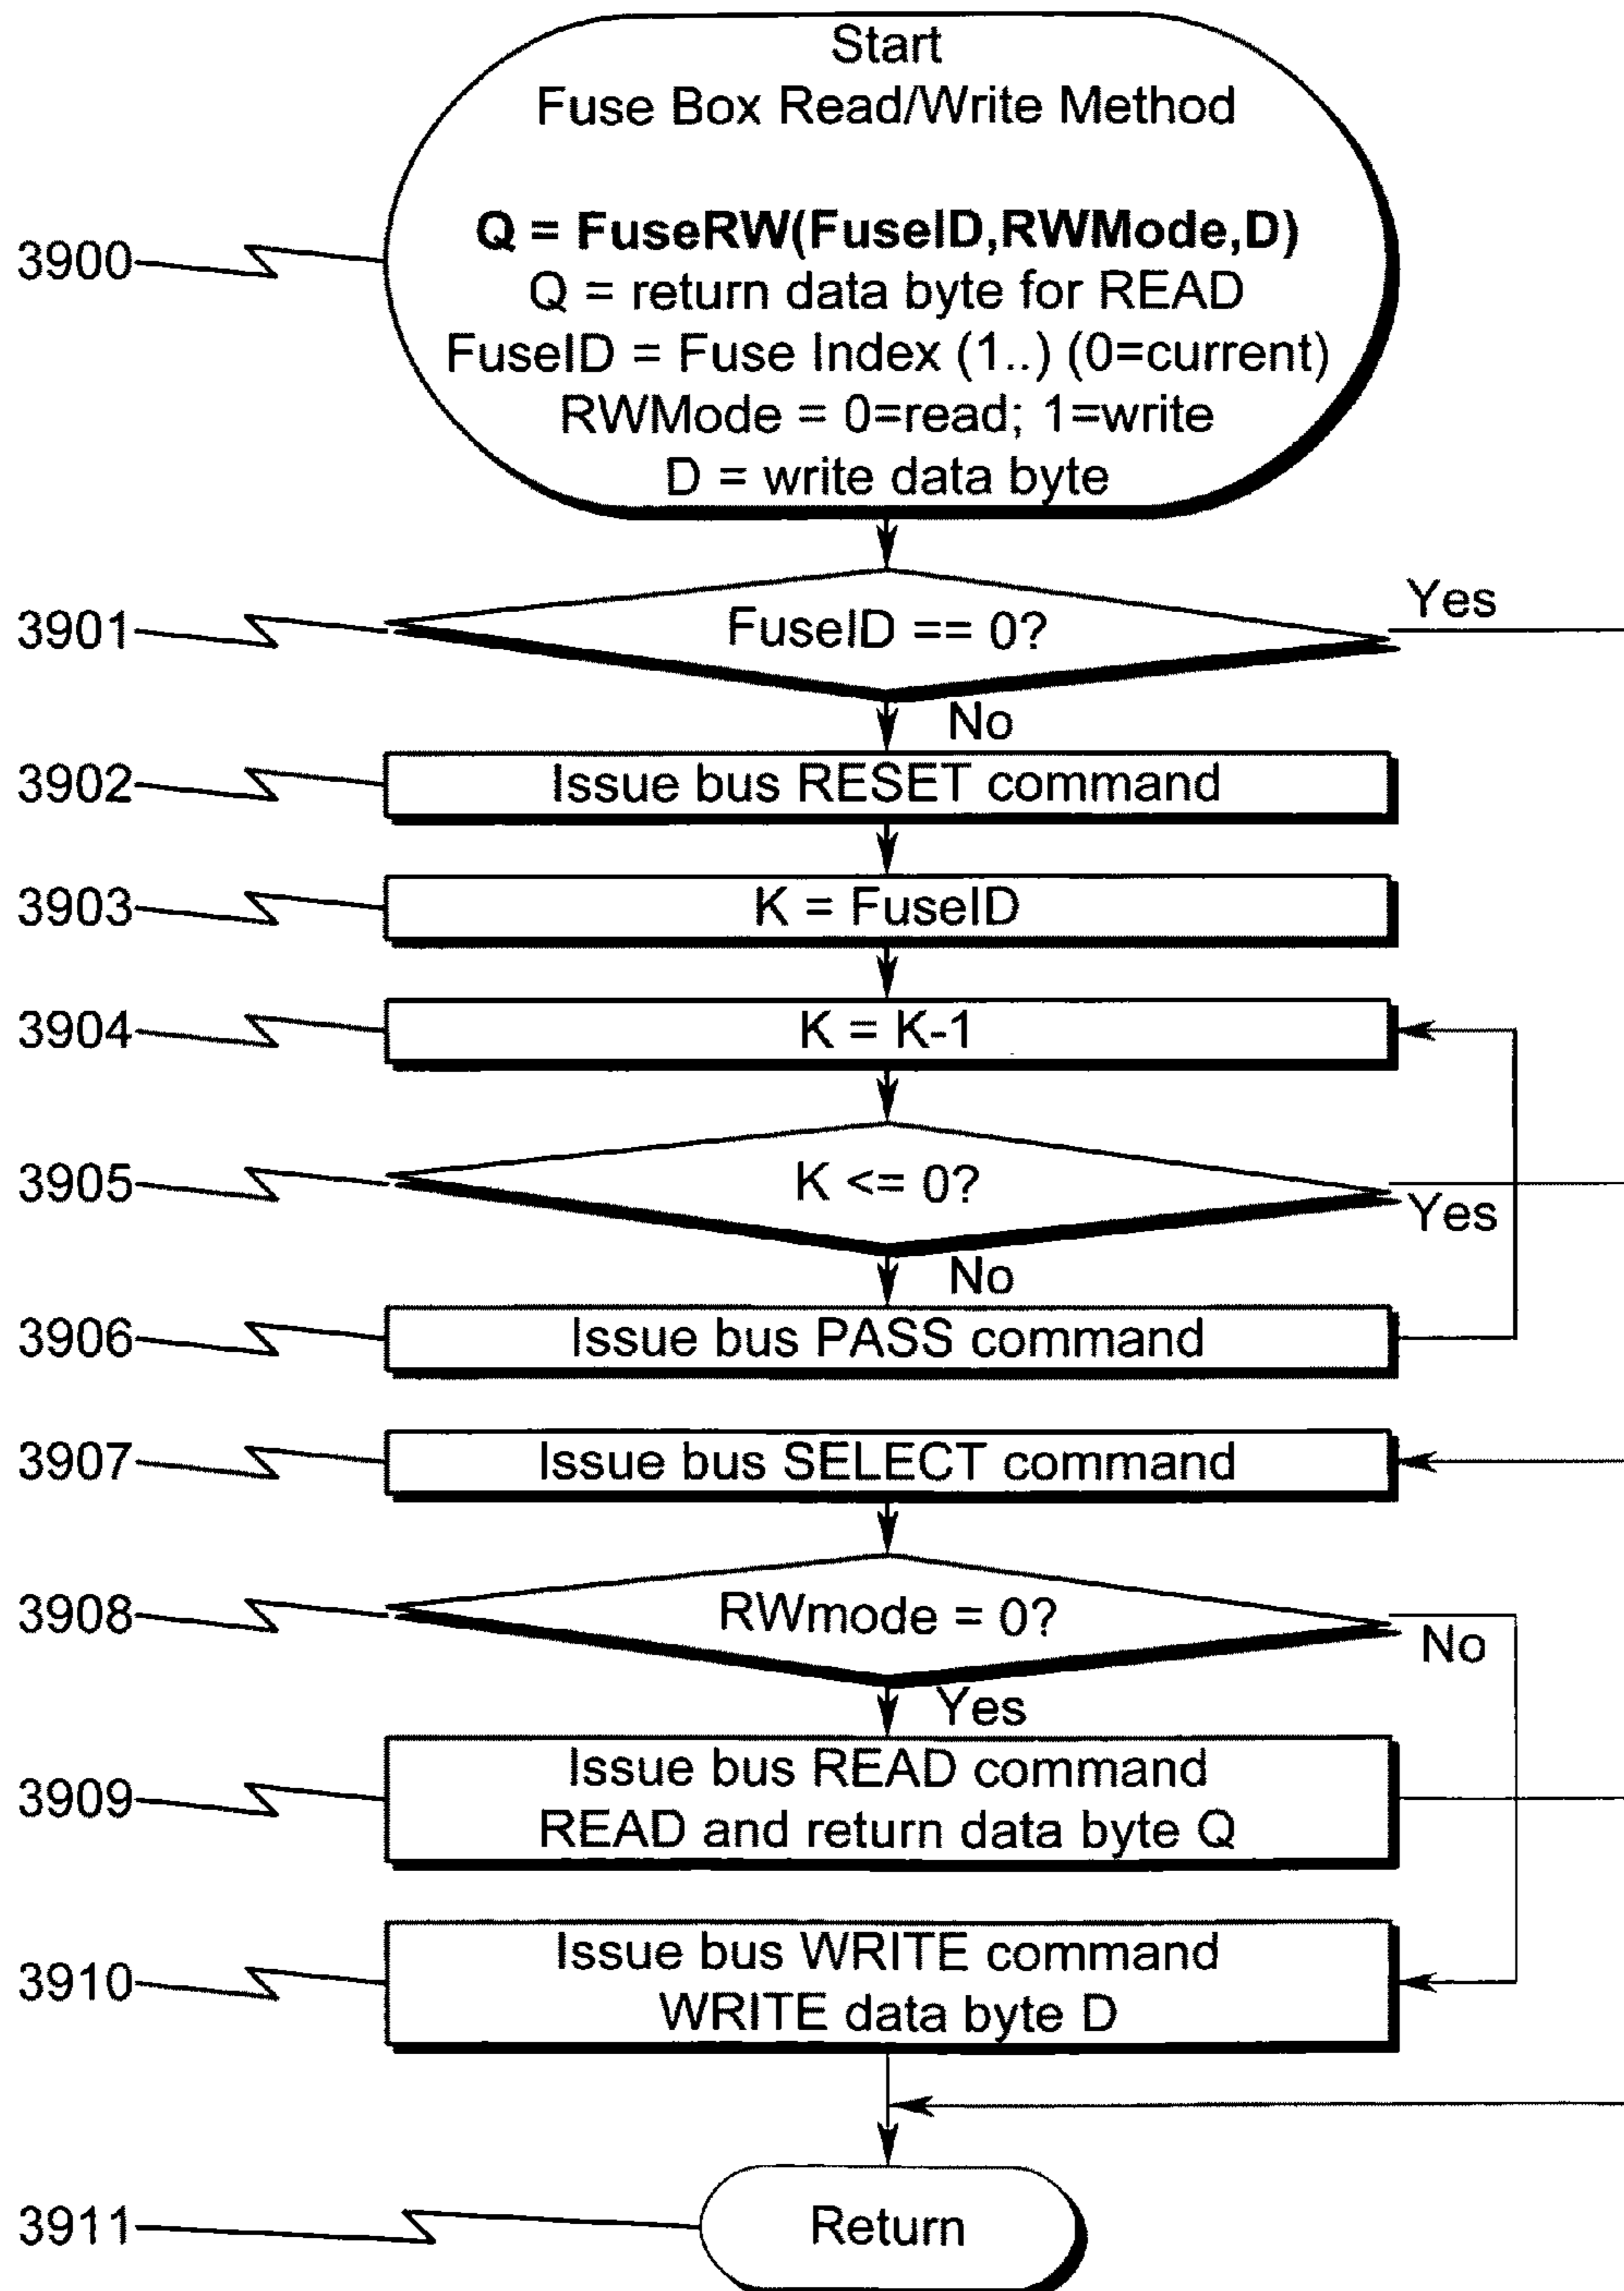 Start
Fuse Box Read/Write Method
Q = FuseRW(FuseID,RWMode,D)
Q = return data byte for READ
3900
FuseID = Fuse Index (1..) (0=current)
RWMode = 0=read; 1=write
D = write data byte
3901
FuseID == 0?
Yes
No
3902
Issue bus RESET command
3903
K = FuseID
3904
K = K-1
3905
K <= 0?
Yes
No
3906
Issue bus PASS command
3907
Issue bus SELECT command
3908
RWmode = 0?
No
Yes
3909
Issue bus READ command
READ and return data byte Q
3910
Issue bus WRITE command
WRITE data byte D
3911
Return